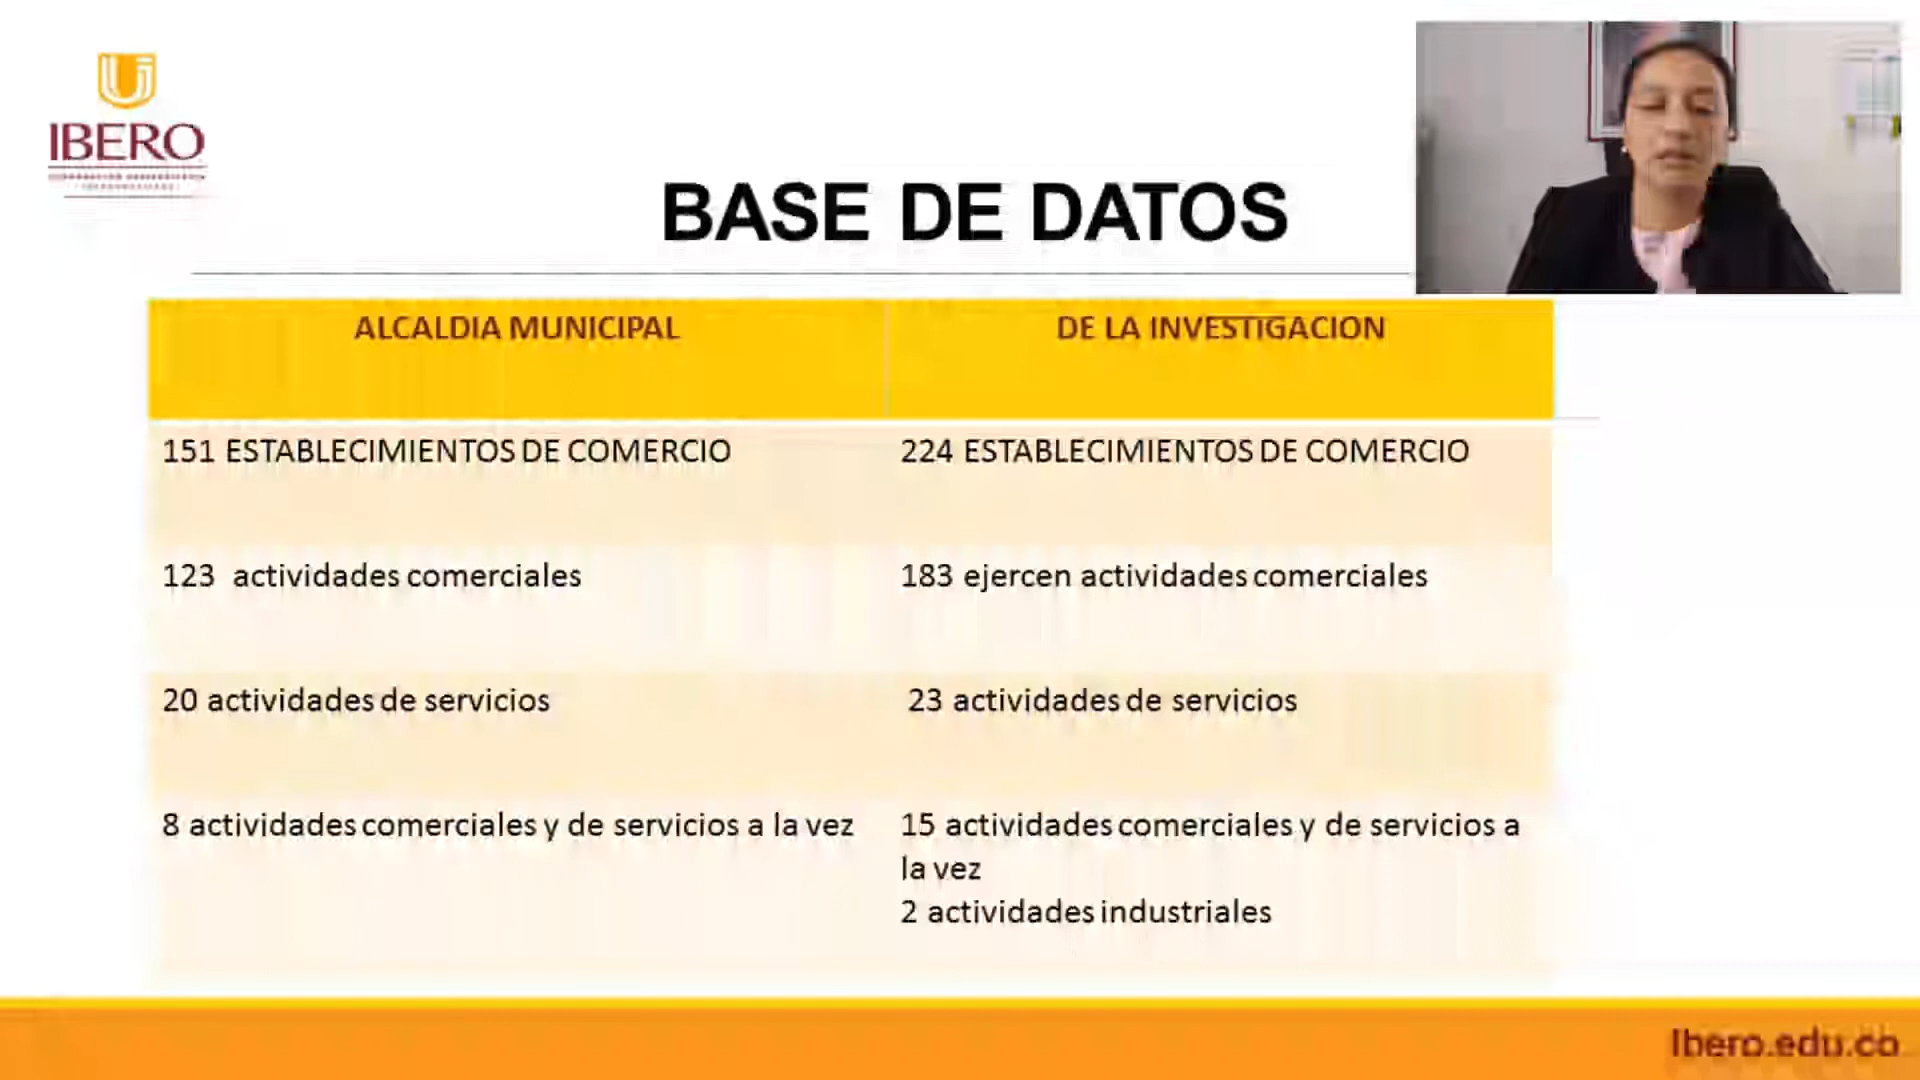 IBERO
BASE DE DATOS
ALCALDIA MUNICIPAL
DE LA INVESTIGACION
151 ESTABLECIMIENTOS DE COMERCIO
224 ESTABLECIMIENTOS DE COMERCIO
123 actividades comerciales
183 ejercen actividades comerciales
20 actividades de servicios
23 actividades de servicios
8 actividades comerciales y de servicios a la vez
15 actividades comerciales y de servicios a
la vez
2 actividades industriales
Ibero.edu.co